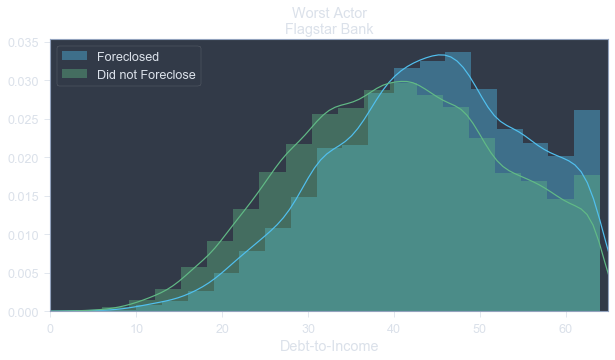 Worst Actor
Flagstar Bank
0.035
Foreclosed
Did not Foreclose
0.030
0.025
0.020
0.015
0.010
0.005
0.000
0 10 20 30 40 50 60
Debt-to-Income